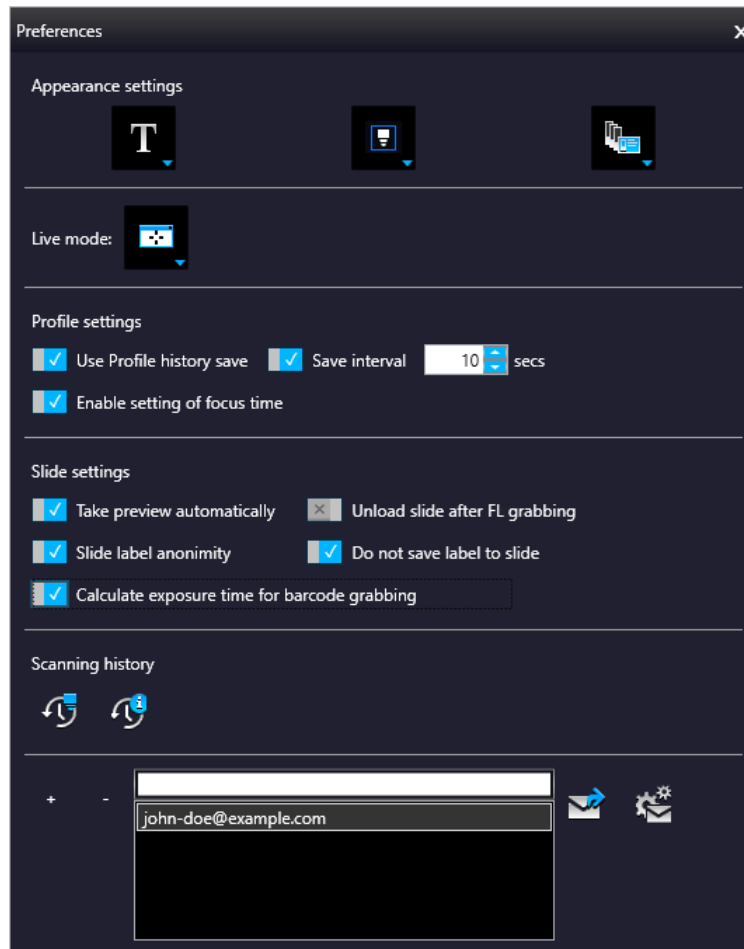 Preferences
Appearance settings
T
Live mode:
Profile settings
Use Profile history save Save interval 10 secs
Enable setting of focus time
Slide settings
Take preview automatically Unload slide after FL grabbing
Slide label anonimity Do not save label to slide
Calculate exposure time for barcode grabbing
Scanning history
+ -
john-doe@example.com